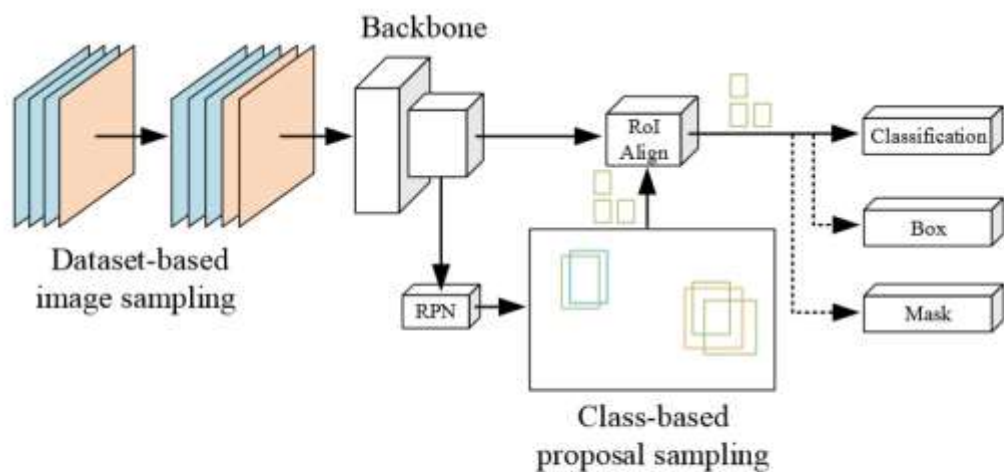 Backbone
RoI
Align
Classification
Dataset-based
image sampling
Box
RPN
Mask
Class-based
proposal sampling